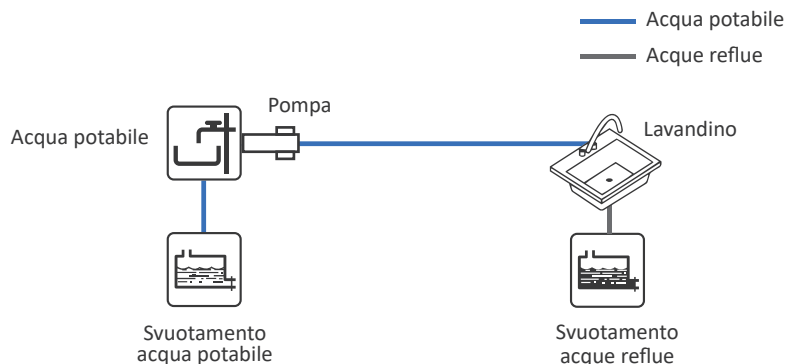 Acqua potabile
Acque reflue
Pompa
Acqua potabile
Lavandino
Svuotamento
acqua potabile
Svuotamento
acque reflue